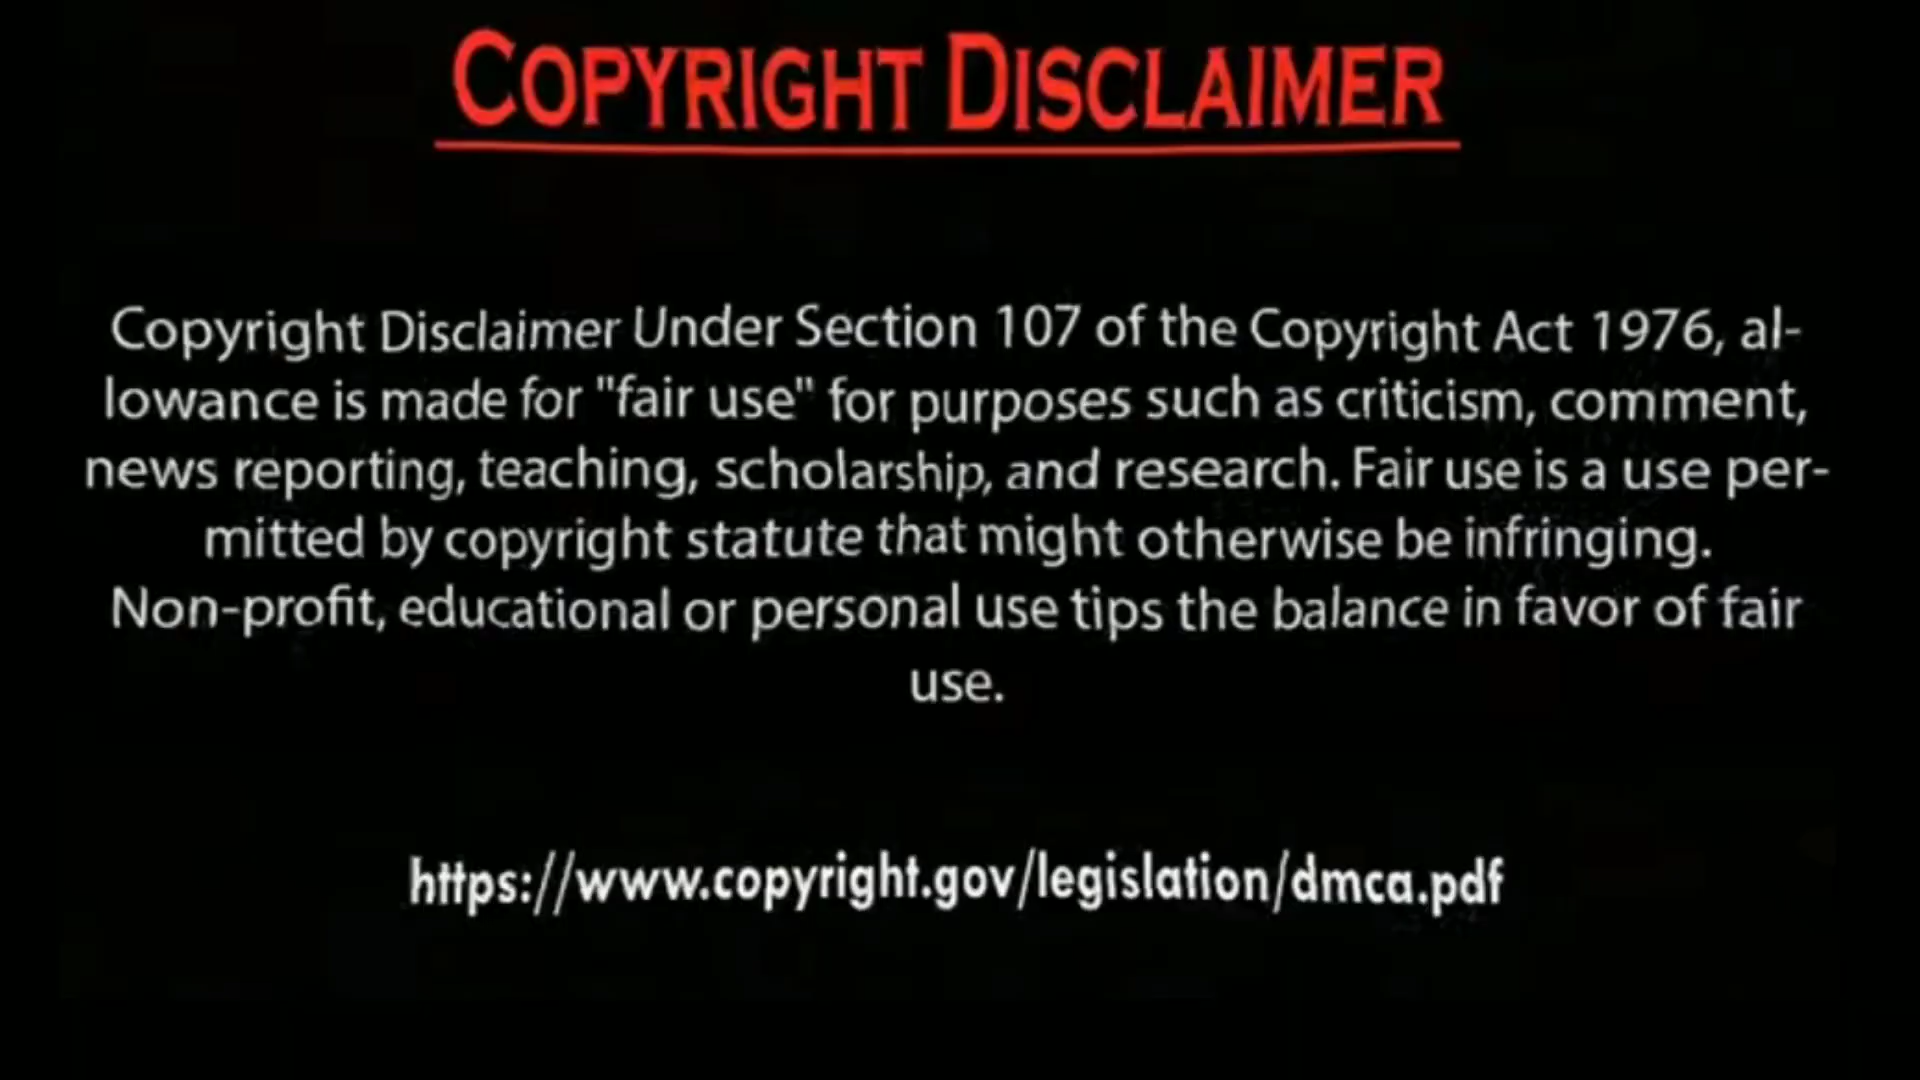 COPYRIGHT DISCLAIMER
Copyright Disclaimer Under Section 107 of the Copyright Act 1976, al-
lowance is made for "fair use" for purposes such as criticism, comment,
news reporting, teaching, scholarship, and research. Fair use is a use per-
mitted by copyright statute that might otherwise be infringing.
Non-profit, educational or personal use tips the balance in favor of fair
use.
https://www.copyright.gov/legislation/dmca.pdf